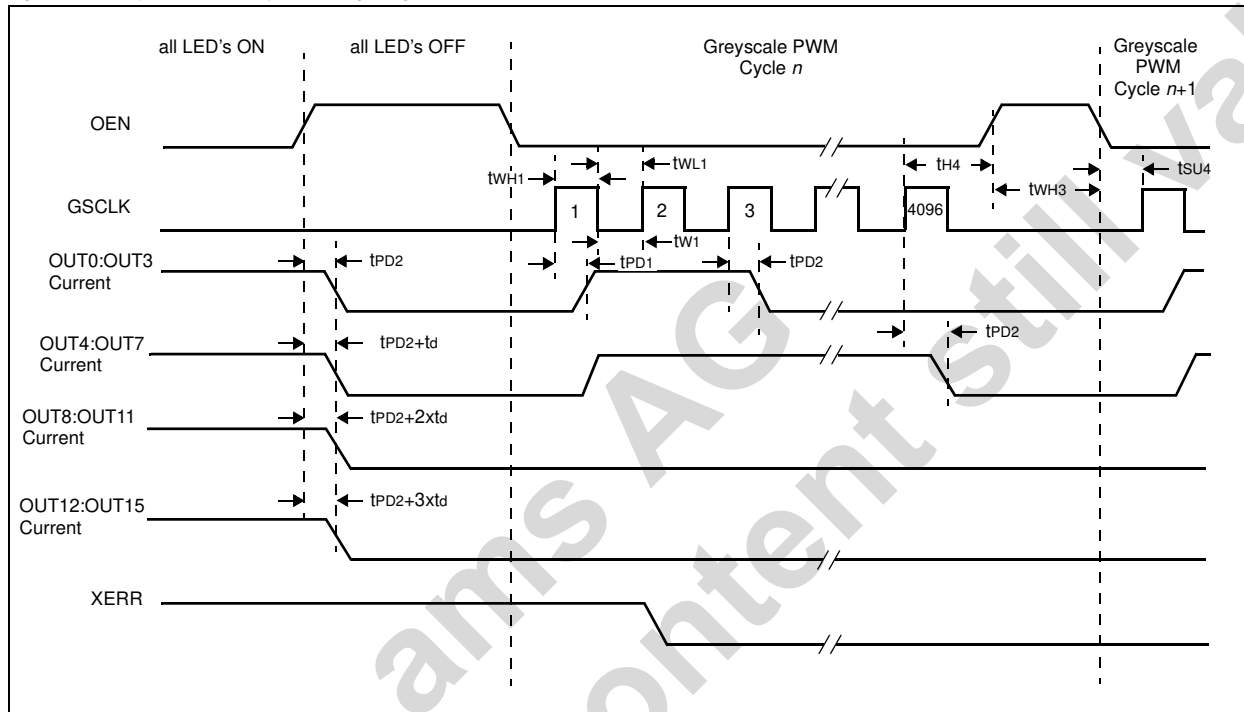 all LED's ON
all LED's OFF
Greyscale PWM
Cycle n
Greyscale
PWM
Cycle n+1
OEN
tWL1
tH4
tWH1
tWH3
tSU4
GSCLK
1
2
3
4096
tW1
OUT0:OUT3
Current
tPD2
tPD1
tPD2
OUT4:OUT7
Current
tPD2+td
tPD2
OUT8:OUT11
Current
tPD2+2xtd
OUT12:OUT15
Current
tPD2+3xtd
XERR
ams AG
ontent still va